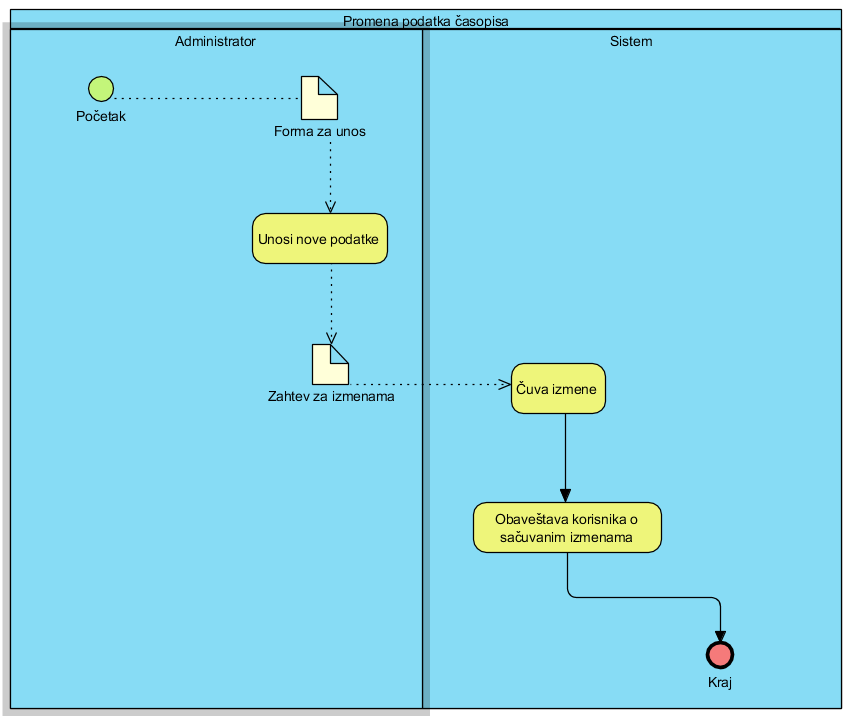 Promena podatka časopisa
Administrator
Sistem
Početak
Forma za unos
Unosi nove podatke
Zahtev za izmenama
Čuva izmene
Obaveštava korisnika o
sačuvanim izmenama
Kraj